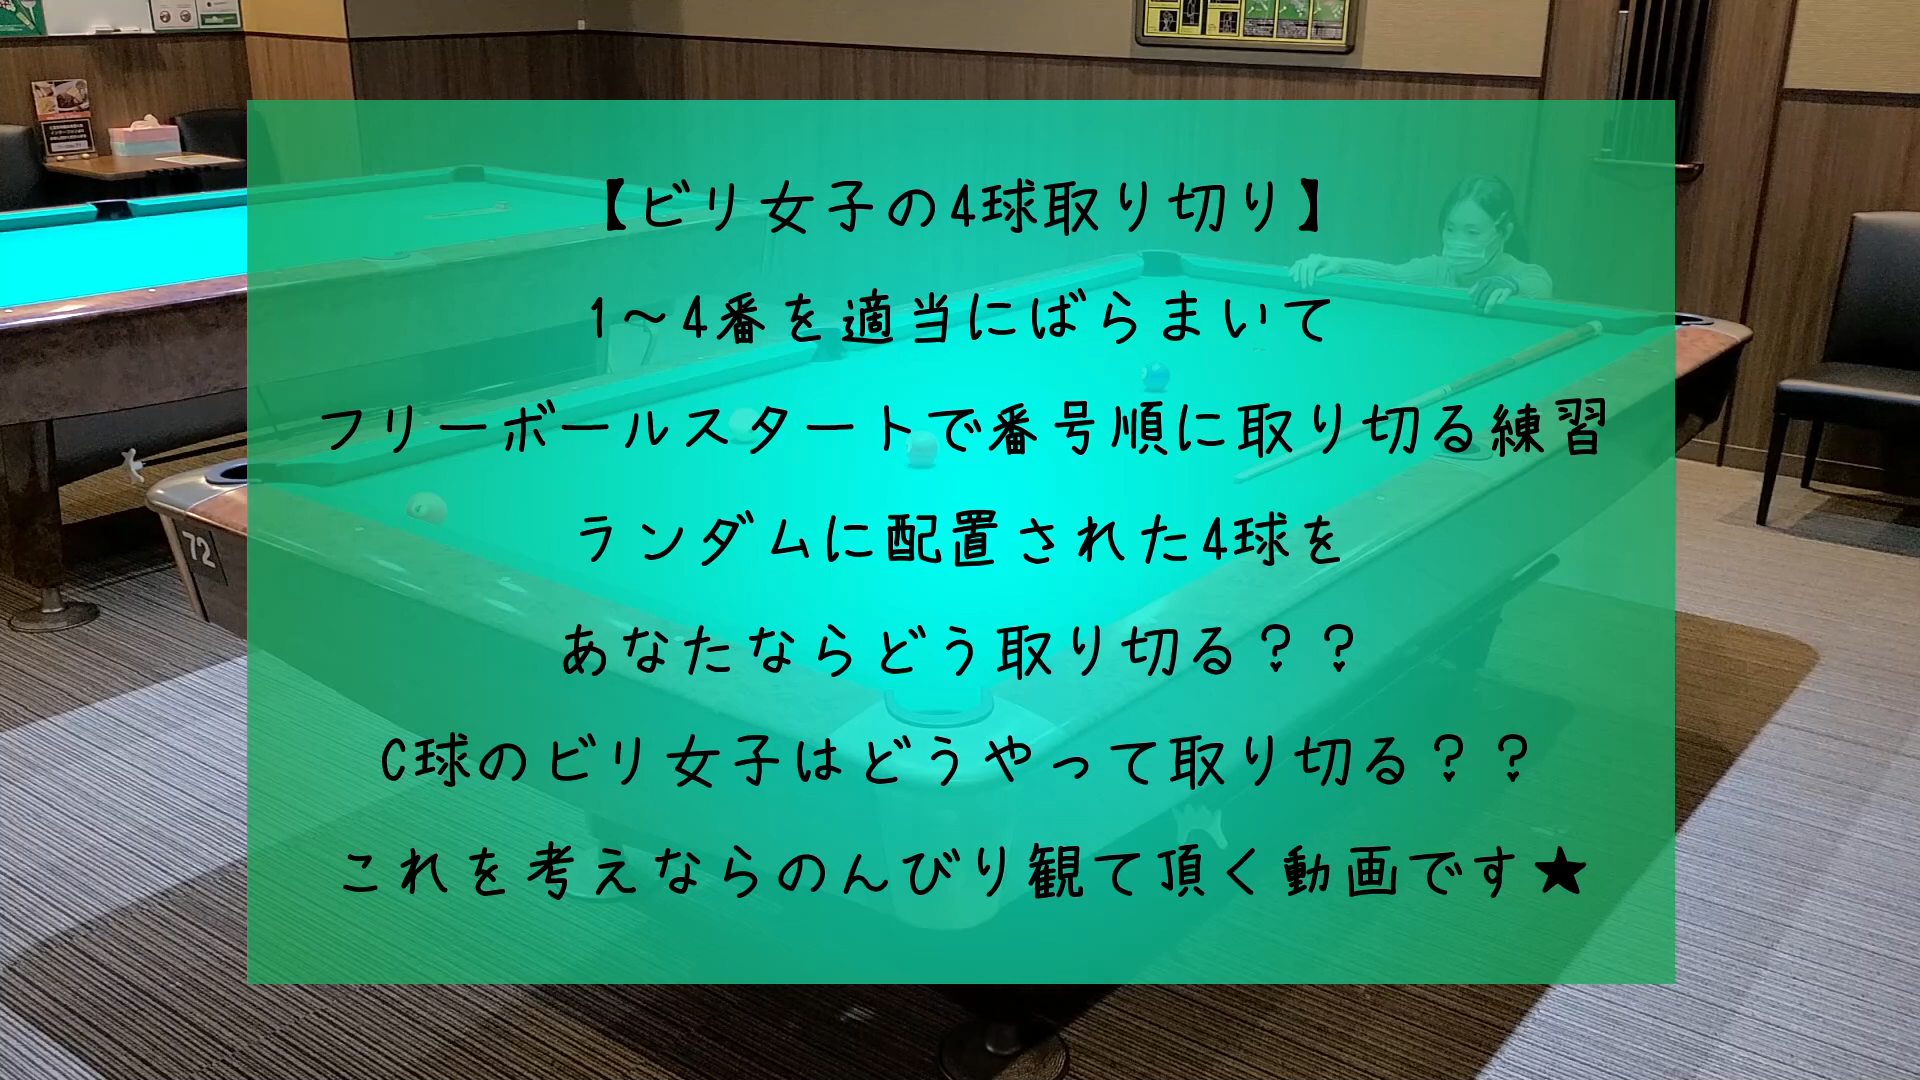 【ビリ女子の4球取り切り】
1～4番を適当にばらまいて
フリーボールスタートで番号順に取り切る練習
ランダムに配置された4球を
あなたならどう取り切る？？
C球のビリ女子はどうやって取り切る？？
これを考えならのんびり観て頂く動画です★
72